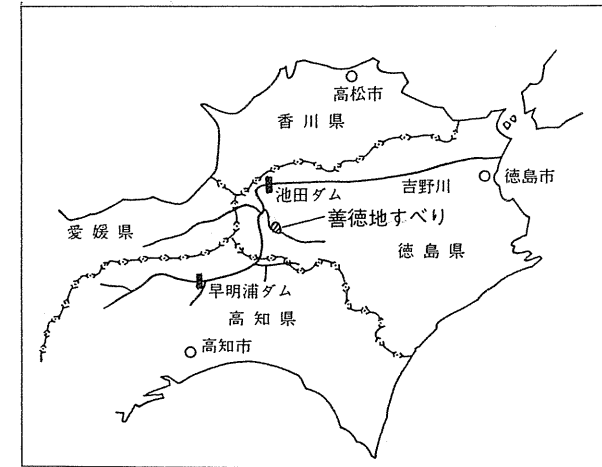 高松市
香川県
池田ダム
吉野川
徳島市
善徳地すべり
愛媛県
徳島県
早明浦ダム
高知県
高知市